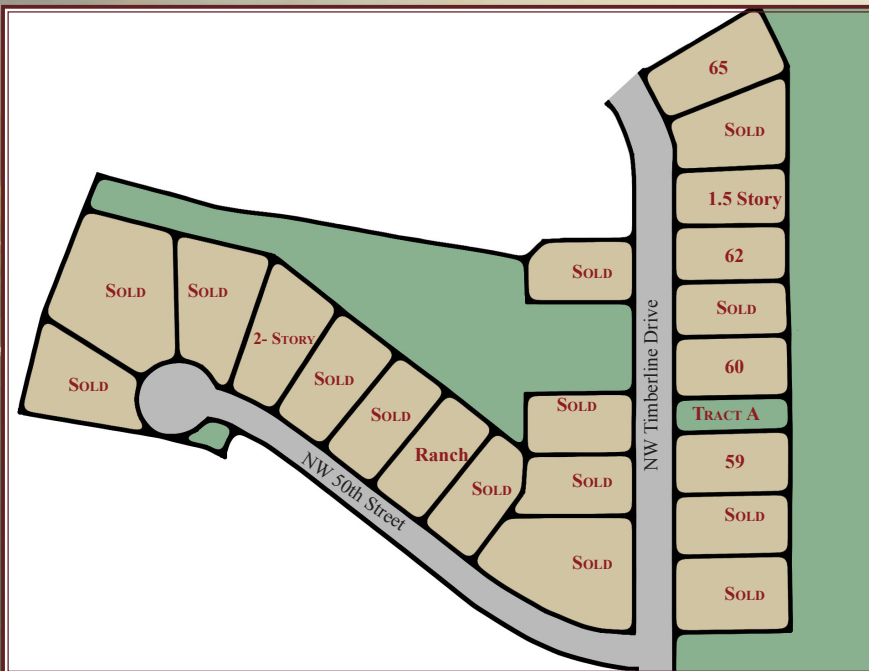 65
SOLD
1.5 Story
SOLD
62
SOLD
SOLD
SOLD
NW Timberline Drive
2- STORY
SOLD
60
SOLD
SOLD
SOLD
TRACT A
Ranch
59
NW 50th Street
SOLD
SOLD
SOLD
SOLD
SOLD